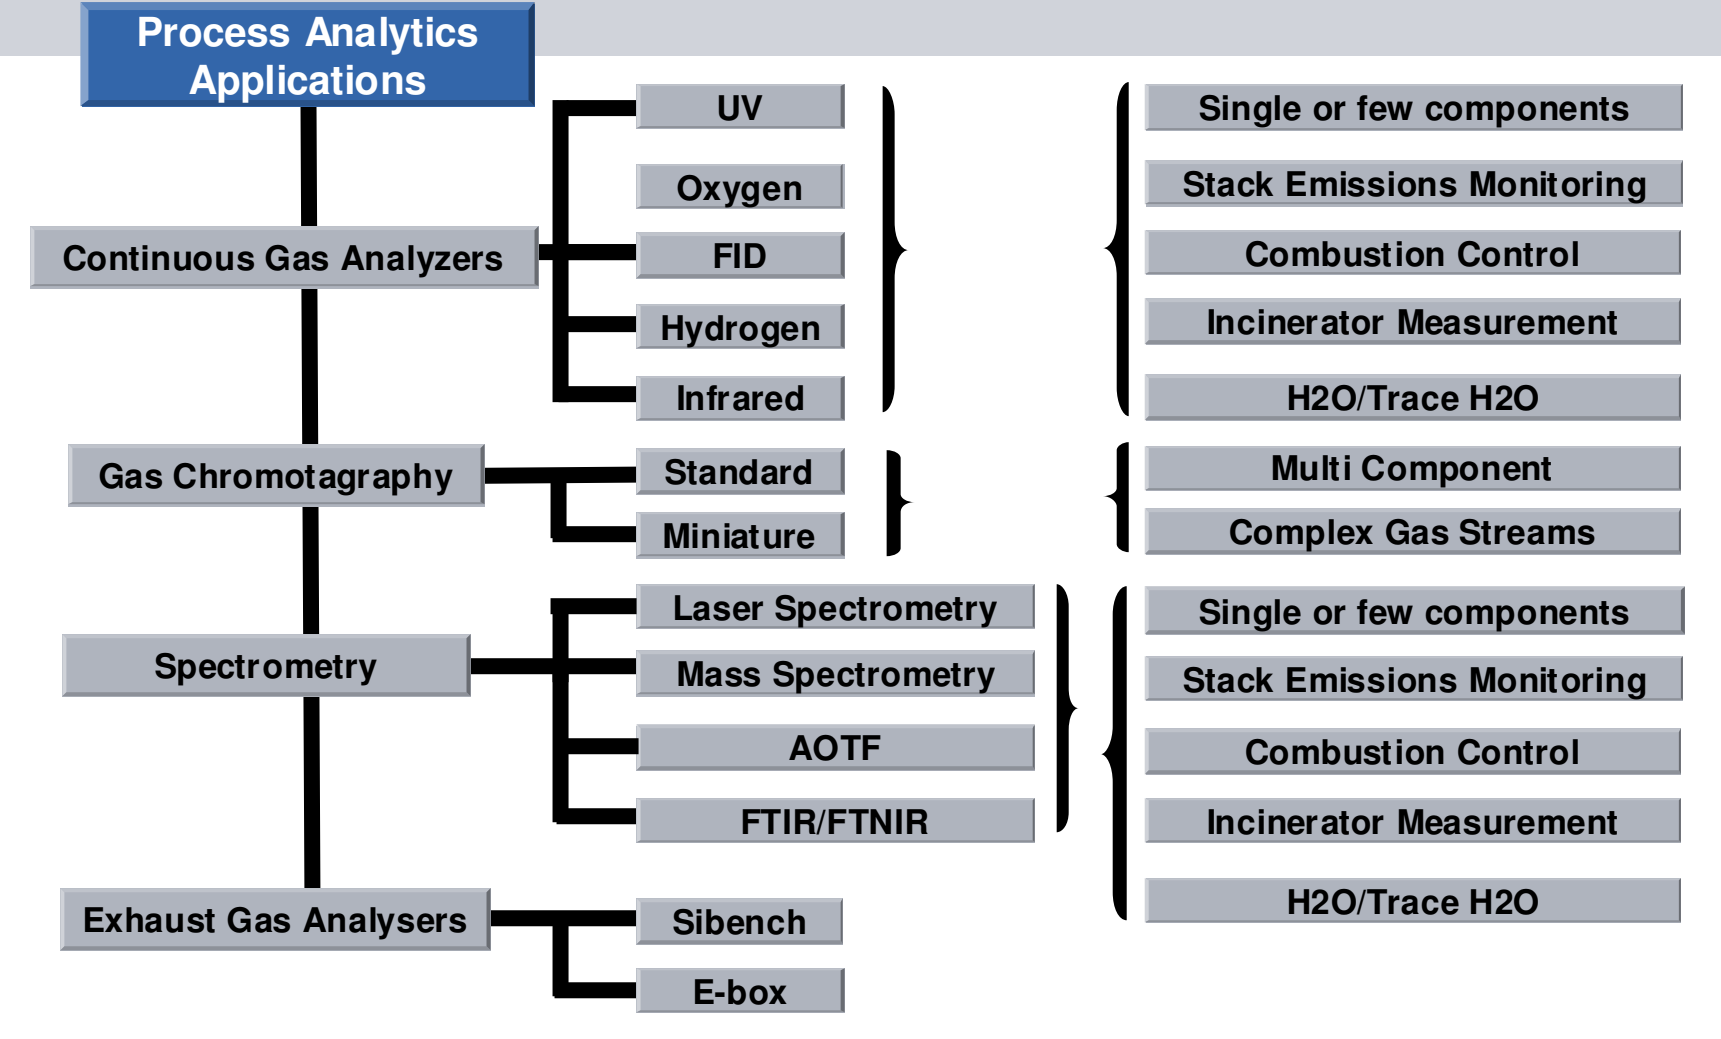 Process Analytics
Applications
UV
Oxygen
Continuous Gas Analyzers
FID
Hydrogen
Infrared
Single or few components
Stack Emissions Monitoring
Combustion Control
Incinerator Measurement
H2O/Trace H2O
Gas Chromotagraphy
Standard
Miniature
Multi Component
Complex Gas Streams
Spectrometry
Laser Spectrometry
Mass Spectrometry
AOTF
FTIR/FTNIR
Single or few components
Stack Emissions Monitoring
Combustion Control
Incinerator Measurement
H2O/Trace H2O
Exhaust Gas Analysers
Sibench
E-box